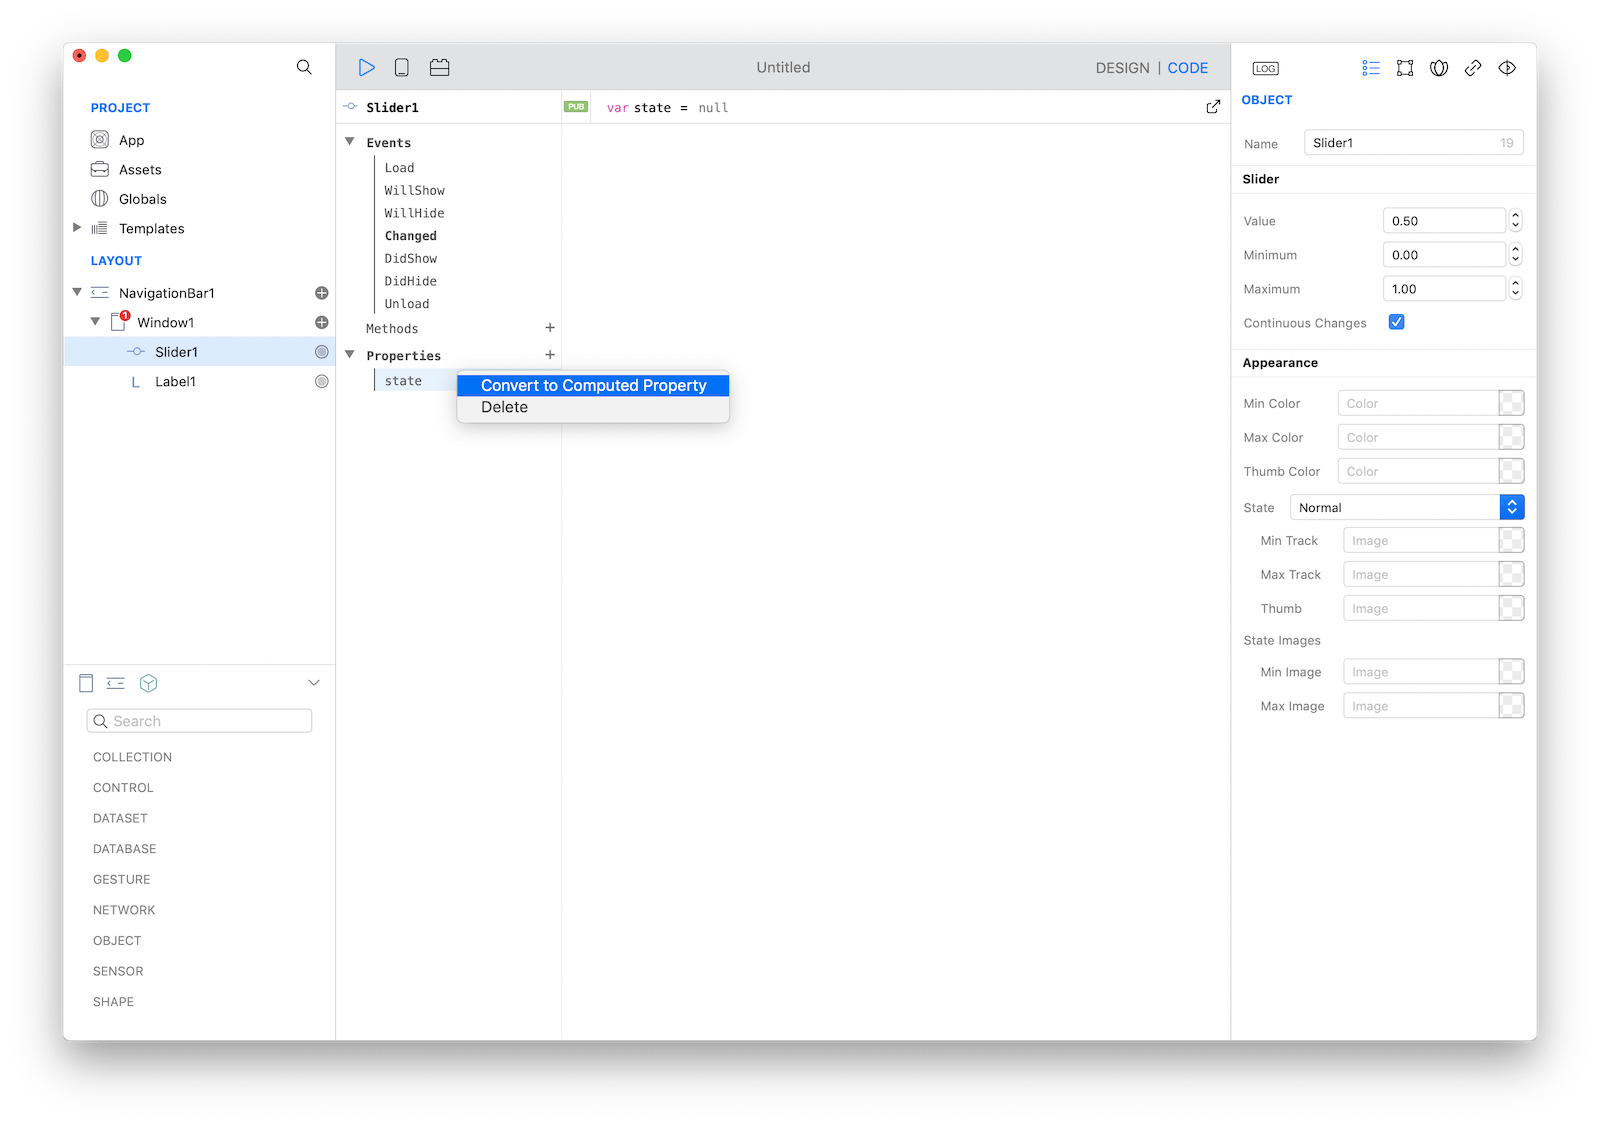 Untitled
DESIGN | CODE
LOG
PROJECT
App
Assets
Globals
Templates
LAYOUT
NavigationBar1
1
Window1
Slider1
L Label1
Search
COLLECTION
CONTROL
DATASET
DATABASE
GESTURE
NETWORK
OBJECT
SENSOR
SHAPE
Slider1
Events
Load
WillShow
WillHide
Changed
DidShow
DidHide
Unload
Methods +
Properties +
state
Convert to Computed Property
Delete
PUB var state = null
OBJECT
Name Slider1 19
Slider
Value 0.50
Minimum 0.00
Maximum 1.00
Continuous Changes
Appearance
Min Color Color
Max Color Color
Thumb Color Color
State Normal
Min Track Image
Max Track Image
Thumb Image
State Images
Min Image Image
Max Image Image